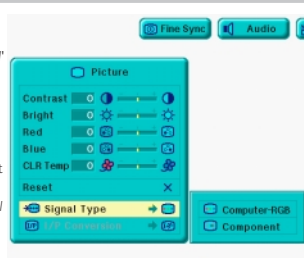 Fine Sync
Audio
Picture
Contrast 0
Bright 0
Red 0
Blue 0
CLR Temp 0
Reset
Signal Type
Computer-RGB
I/P Conversion
Component